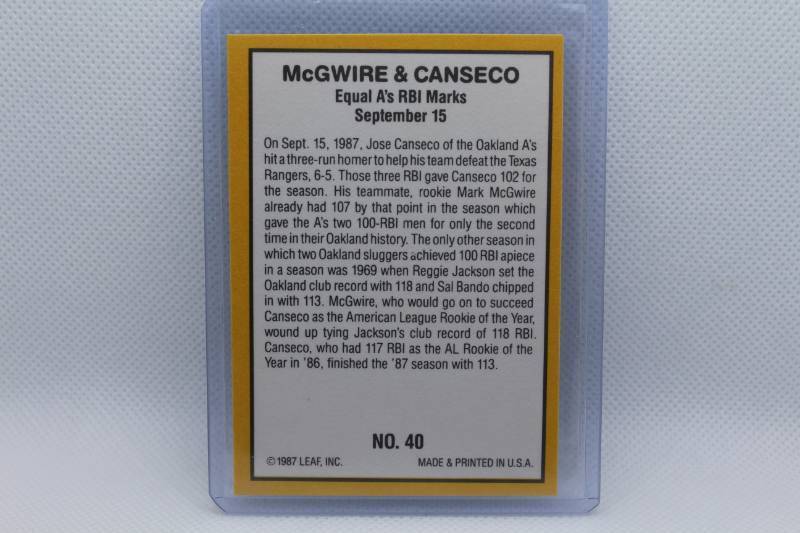 McGWIRE & CANSECO
Equal A's RBI Marks
September 15
On Sept. 15, 1987, Jose Canseco of the Oakland A's
hit a three-run homer to help his team defeat the Texas
Rangers, 6-5. Those three RBI gave Canseco 102 for
the season. His teammate, rookie Mark McGwire
already had 107 by that point in the season which
gave the A's two 100-RBI men for only the second
time in their Oakland history. The only other season in
which two Oakland sluggers achieved 100 RBI apiece
in a season was 1969 when Reggie Jackson set the
Oakland club record with 118 and Sal Bando chipped
in with 113. McGwire, who would go on to succeed
Canseco as the American League Rookie of the Year,
wound up tying Jackson's club record of 118 RBI.
Canseco, who had 117 RBI as the AL Rookie of the
Year in '86, finished the '87 season with 113.
NO. 40
©1987 LEAF, INC. MADE & PRINTED IN U.S.A.